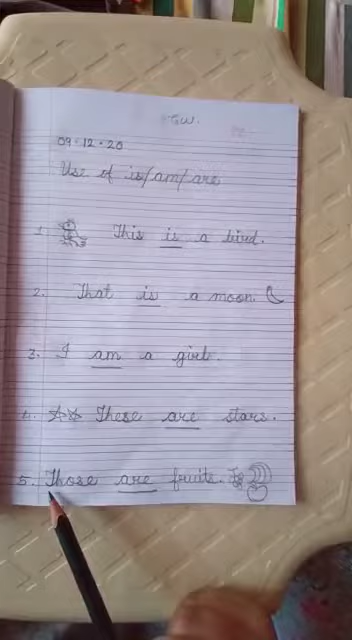 C.W.
09.12.20
Use of is/am/are
1. This is a bird.
2. That is a moon
3. I am a girl.
4. These are stars.
5. Those are fruits.